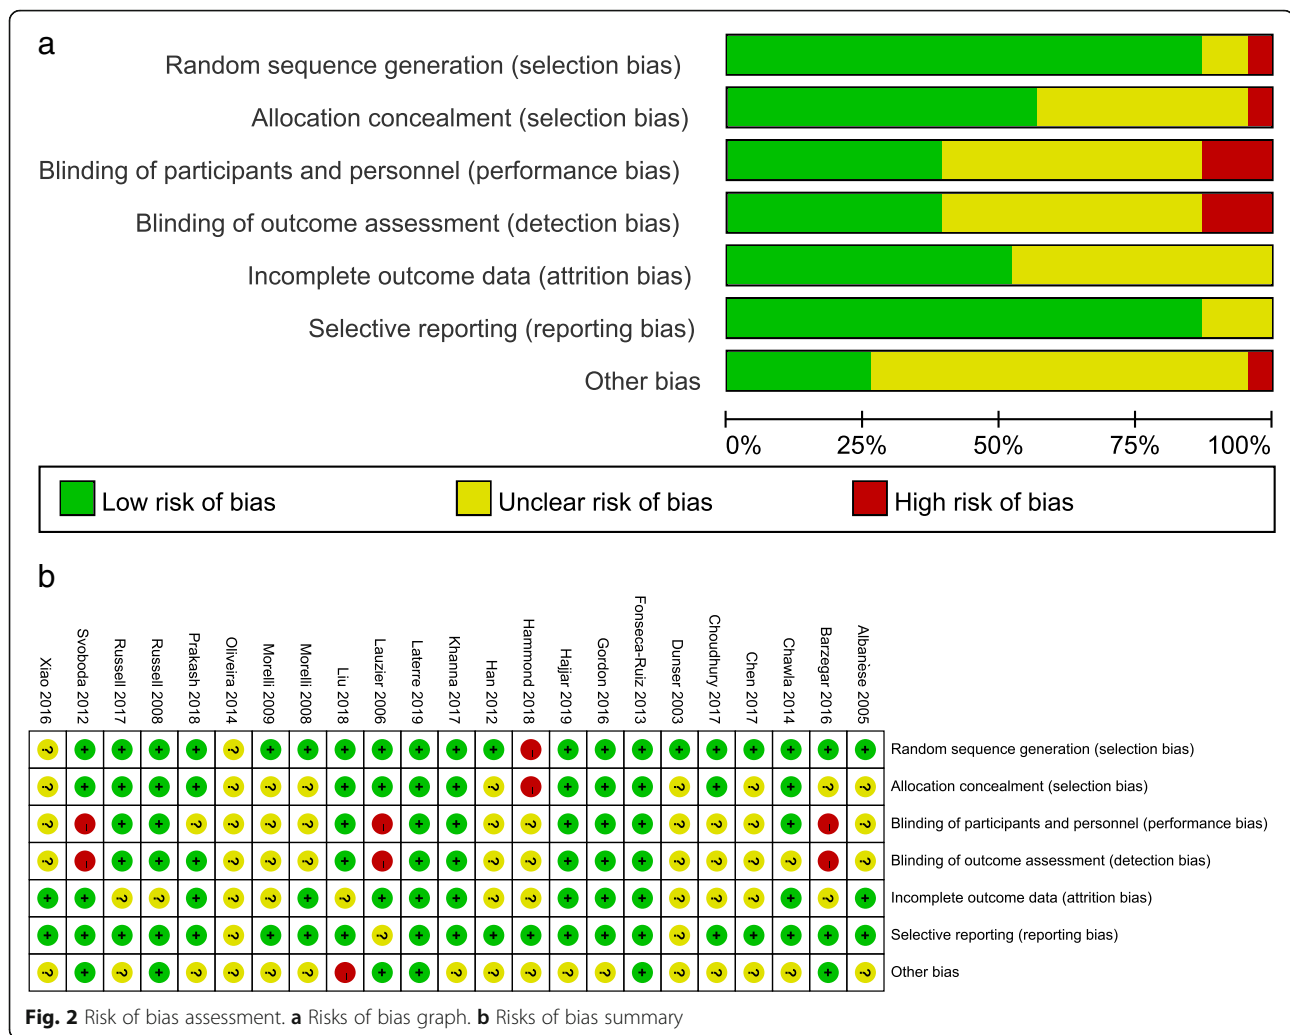 a
Random sequence generation (selection bias)
Allocation concealment (selection bias)
Blinding of participants and personnel (performance bias)
Blinding of outcome assessment (detection bias)
Incomplete outcome data (attrition bias)
Selective reporting (reporting bias)
Other bias
0% 25% 50% 75% 100%
Low risk of bias Unclear risk of bias High risk of bias
b
Xiao 2016
Svoboda 2012
Russell 2017
Russell 2008
Prakash 2018
Oliveira 2014
Morelli 2009
Morelli 2008
Liu 2018
Lauzier 2006
Laterre 2019
Khanna 2017
Han 2012
Hammond 2018
Hajjar 2019
Gordon 2016
Fonseca-Ruiz 2013
Dunser 2003
Choudhury 2017
Chen 2017
Chawla 2014
Barzegar 2016
Albanèse 2005
? + + + + ? + + + + + + + - + + + + + + + + + Random sequence generation (selection bias)
? + + + + ? ? ? + + + + ? - + + + ? + ? + ? ? Allocation concealment (selection bias)
? - + + ? ? ? ? + - + + ? ? + + + ? ? ? + - ? Blinding of participants and personnel (performance bias)
? - + + + ? ? ? + - + + ? ? + + + ? ? ? ? - ? Blinding of outcome assessment (detection bias)
+ + ? ? + ? ? + ? + + + ? ? + + + ? ? ? + ? + Incomplete outcome data (attrition bias)
+ + + + + ? + + + ? + + + + + + + ? + + + + + Selective reporting (reporting bias)
? + ? + ? ? ? ? - + + ? ? ? ? ? + ? ? ? ? + ? Other bias
Fig. 2 Risk of bias assessment. a Risks of bias graph. b Risks of bias summary